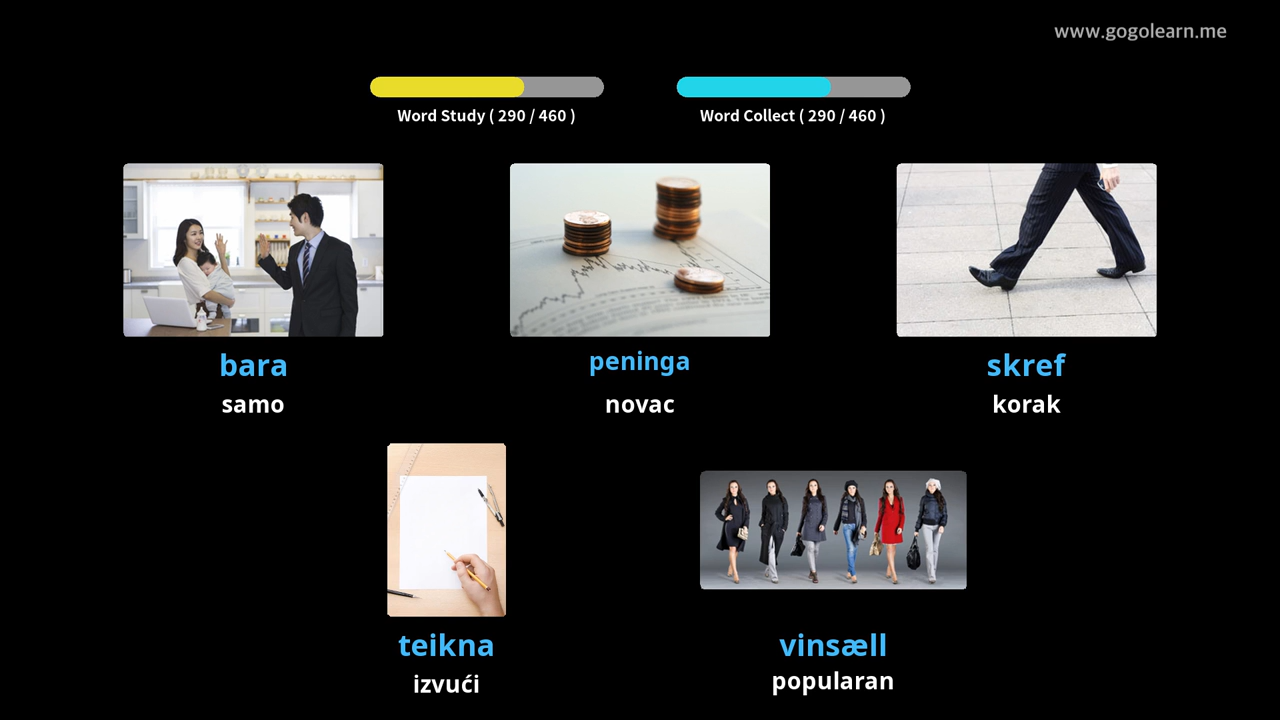 www.gogolearn.me
Word Study ( 290 / 460 )
Word Collect ( 290 / 460 )
bara
samo
peninga
novac
skref
korak
teikna
izvući
vinsæll
popularan